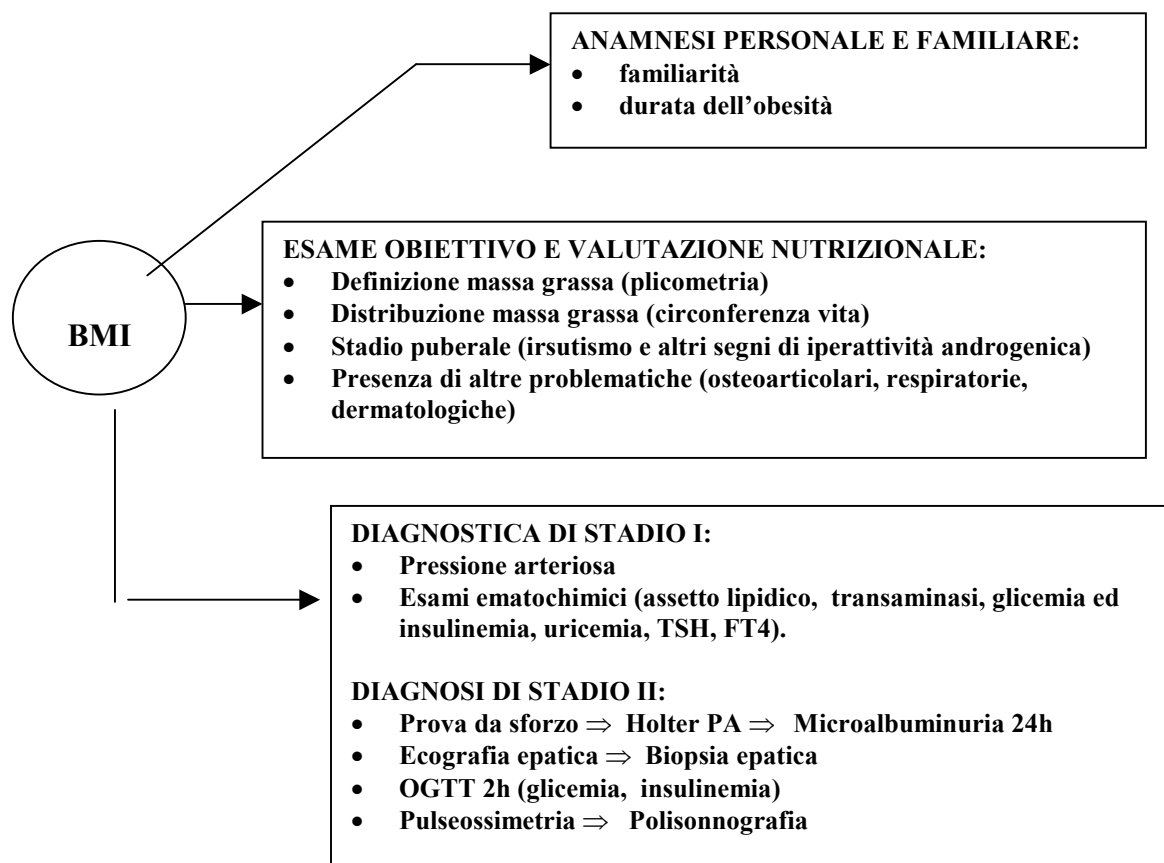 ANAMNESI PERSONALE E FAMILIARE:
• familiarità
• durata dell’obesità
ESAME OBIETTIVO E VALUTAZIONE NUTRIZIONALE:
• Definizione massa grassa (plicometria)
• Distribuzione massa grassa (circonferenza vita)
• Stadio puberale (irsutismo e altri segni di iperattività androgenica)
• Presenza di altre problematiche (osteoarticolari, respiratorie,
dermatologiche)
BMI
DIAGNOSTICA DI STADIO I:
• Pressione arteriosa
• Esami ematochimici (assetto lipidico, transaminasi, glicemia ed
insulinemia, uricemia, TSH, FT4).
DIAGNOSI DI STADIO II:
• Prova da sforzo ⇒ Holter PA ⇒ Microalbuminuria 24h
• Ecografia epatica ⇒ Biopsia epatica
• OGTT 2h (glicemia, insulinemia)
• Pulseossimetria ⇒ Polisonnografia